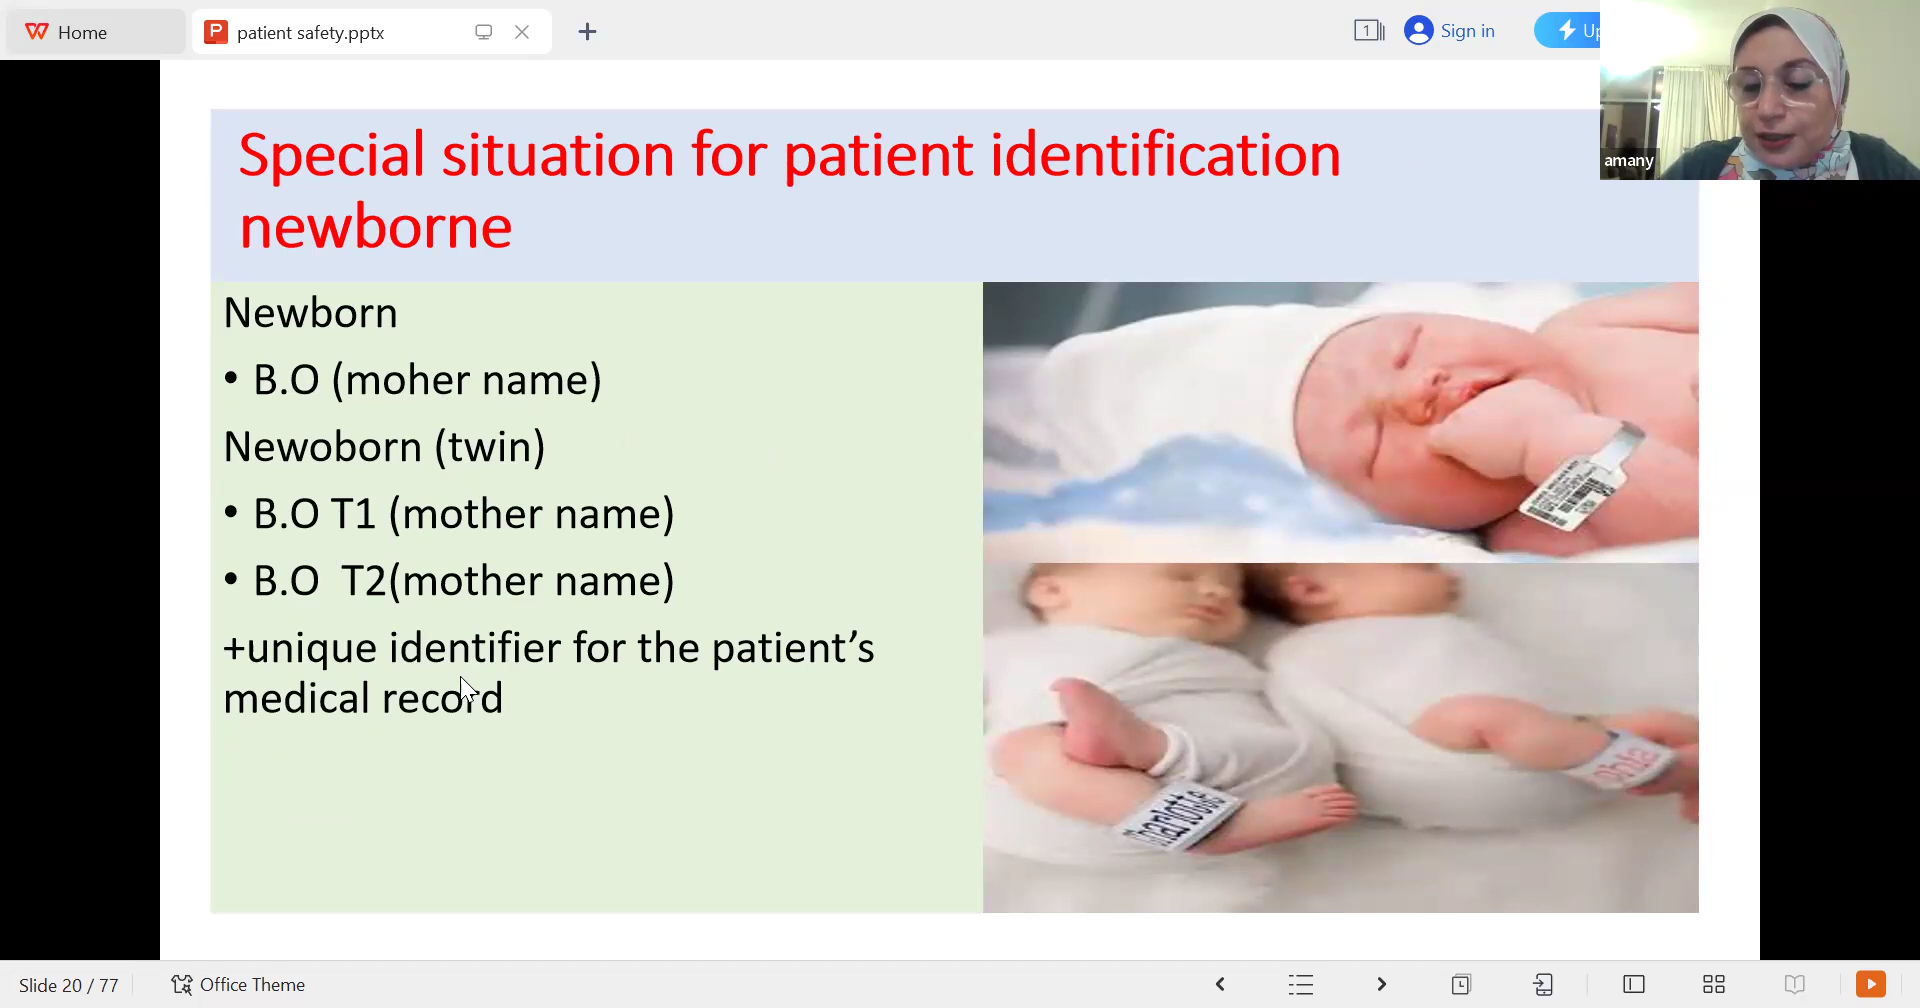 Home
patient safety.pptx
1
Sign in
amany
Special situation for patient identification
newborne
Newborn
• B.O (moher name)
Newoborn (twin)
• B.O T1 (mother name)
• B.O  T2(mother name)
+unique identifier for the patient’s
medical record
Slide 20 / 77
Office Theme